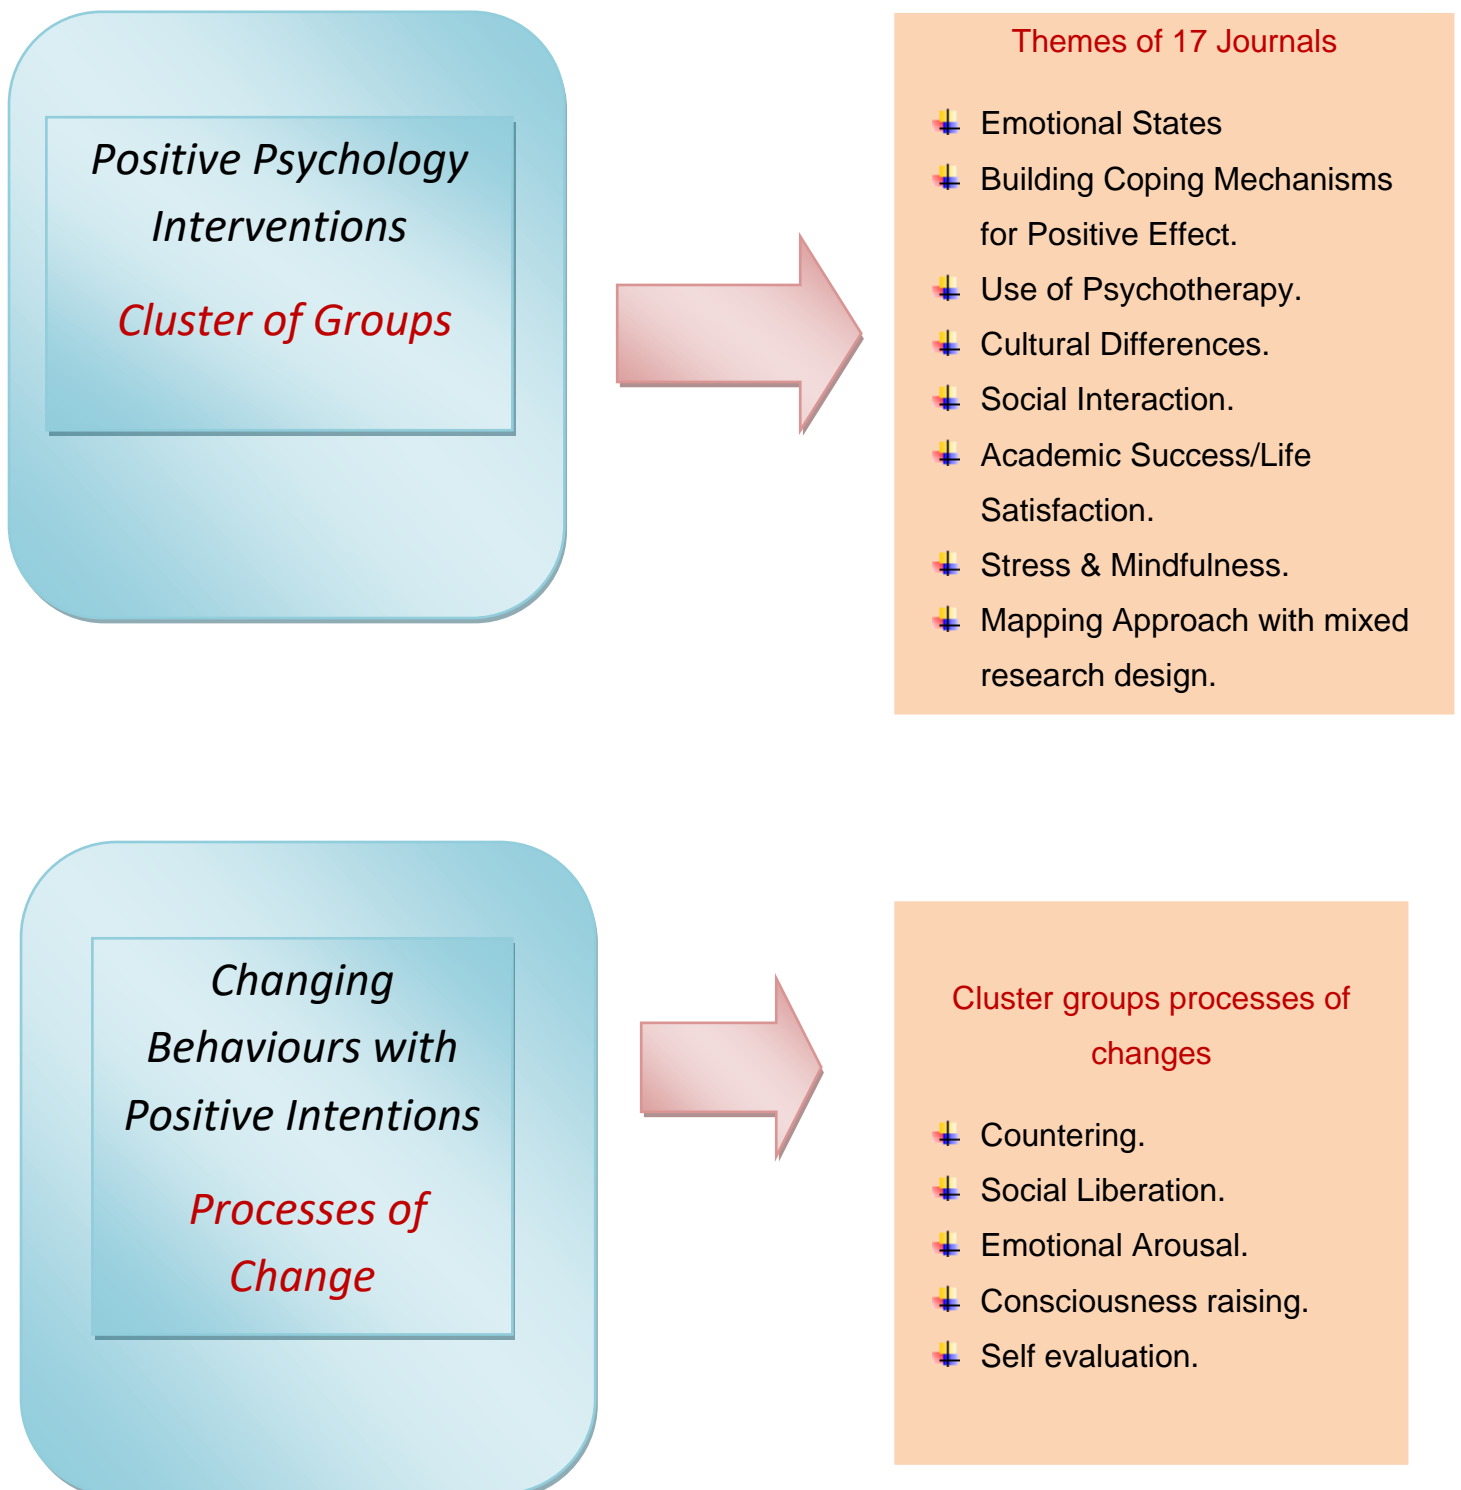 Positive Psychology
Interventions
Cluster of Groups
Themes of 17 Journals
Emotional States
Building Coping Mechanisms
for Positive Effect.
Use of Psychotherapy.
Cultural Differences.
Social Interaction.
Academic Success/Life
Satisfaction.
Stress & Mindfulness.
Mapping Approach with mixed
research design.
Changing
Behaviours with
Positive Intentions
Processes of
Change
Cluster groups processes of
changes
Countering.
Social Liberation.
Emotional Arousal.
Consciousness raising.
Self evaluation.